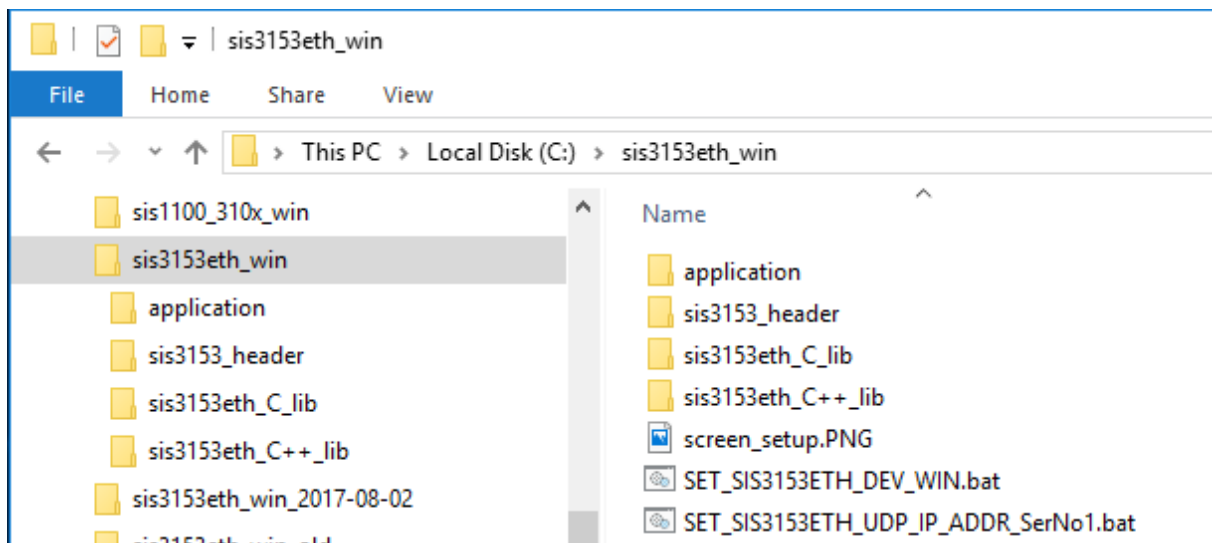 sis3153eth_win
File Home Share View
This PC > Local Disk (C:) > sis3153eth_win
sis1100_310x_win
sis3153eth_win
application
sis3153_header
sis3153eth_C_lib
sis3153eth_C++_lib
sis3153eth_win_2017-08-02
Name
application
sis3153_header
sis3153eth_C_lib
sis3153eth_C++_lib
screen_setup.PNG
SET_SIS3153ETH_DEV_WIN.bat
SET_SIS3153ETH_UDP_IP_ADDR_SerNo1.bat